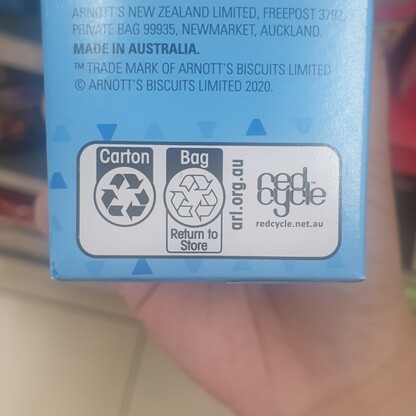 ARNOTT'S NEW ZEALAND LIMITED, FREEPOST 3792,
PRIVATE BAG 99935, NEWMARKET, AUCKLAND.
MADE IN AUSTRALIA.
™ TRADE MARK OF ARNOTT'S BISCUITS LIMITED
© ARNOTT'S BISCUITS LIMITED 2020.
Carton
Bag
Return to
Store
arl.org.au
red
cycle
redcycle.net.au